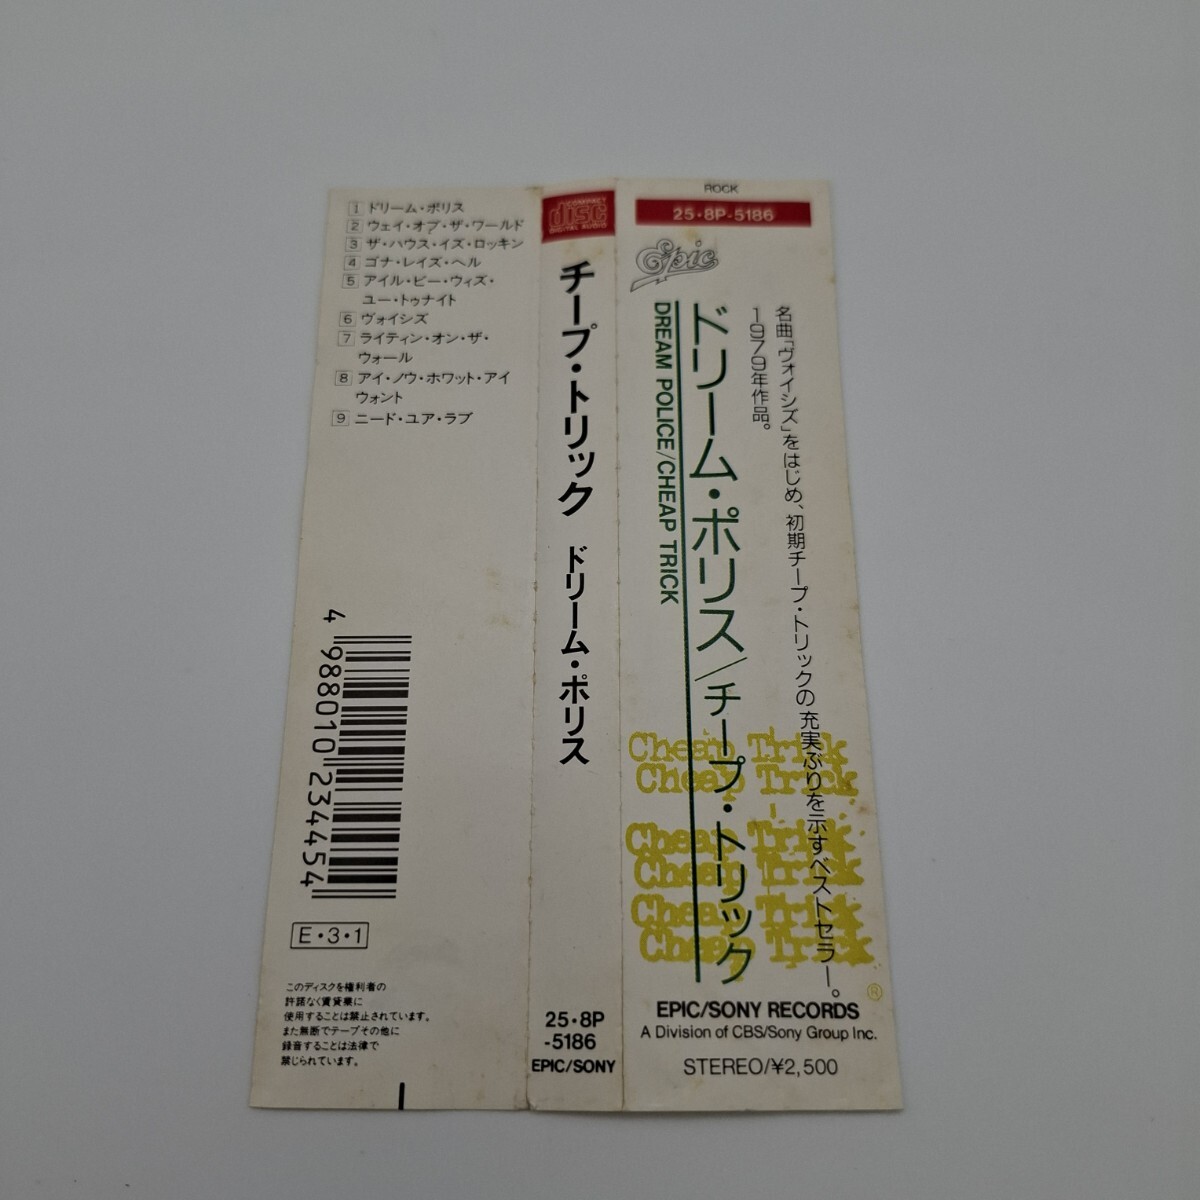 1 ドリーム・ポリス
2 ウェイ・オブ・ザ・ワールド
3 ザ・ハウス・イズ・ロッキン
4 ゴナ・レイズ・ヘル
5 アイル・ビー・ウィズ・
ユー・トゥナイト
6 ヴォイシズ
7 ライティン・オン・ザ・
ウォール
8 アイ・ノウ・ホワット・アイ
ウォント
9 ニード・ユア・ラブ
4 988010 234454
E・3・1
このディスクを権利者の
許諾なく賃貸業に
使用することは禁止されています。
また無断でテープその他に
録音することは法律で
禁じられています。
COMPACT
disc
DIGITAL AUDIO
チープ・トリック ドリーム・ポリス
25・8P
-5186
EPIC/SONY
ROCK
25・8P-5186
Epic
名曲「ヴォイシズ」をはじめ、初期チープ・トリックの充実ぶりを示すベストセラー。
1979年作品。
ドリーム・ポリス/チープ・トリック
DREAM POLICE/CHEAP TRICK
Cheap Trick
Cheap Trick
Cheap Trick
Cheap Trick
Cheap Trick
Cheap Trick
®
EPIC/SONY RECORDS
A Division of CBS/Sony Group Inc.
STEREO/¥2,500